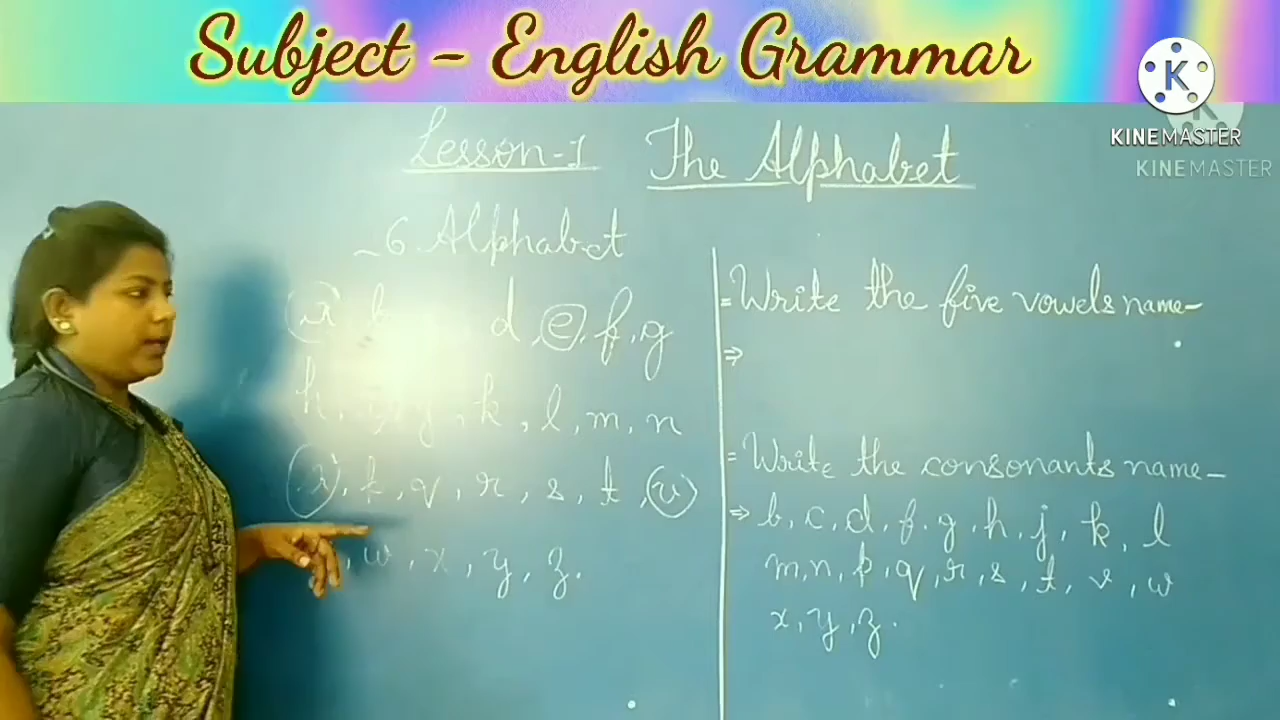 Subject - English Grammar
KINEMASTER
KINEMASTER
Lesson-1 The Alphabet
6 Alphabet
d, e, f, g
h, k, l, m, n
q, r, s, t, u
w, x, y, z.
= Write the five vowels name-
⇒
= Write the consonants name-
⇒ b, c, d, f, g, h, j, k, l
m, n, p, q, r, s, t, v, w
x, y, z.